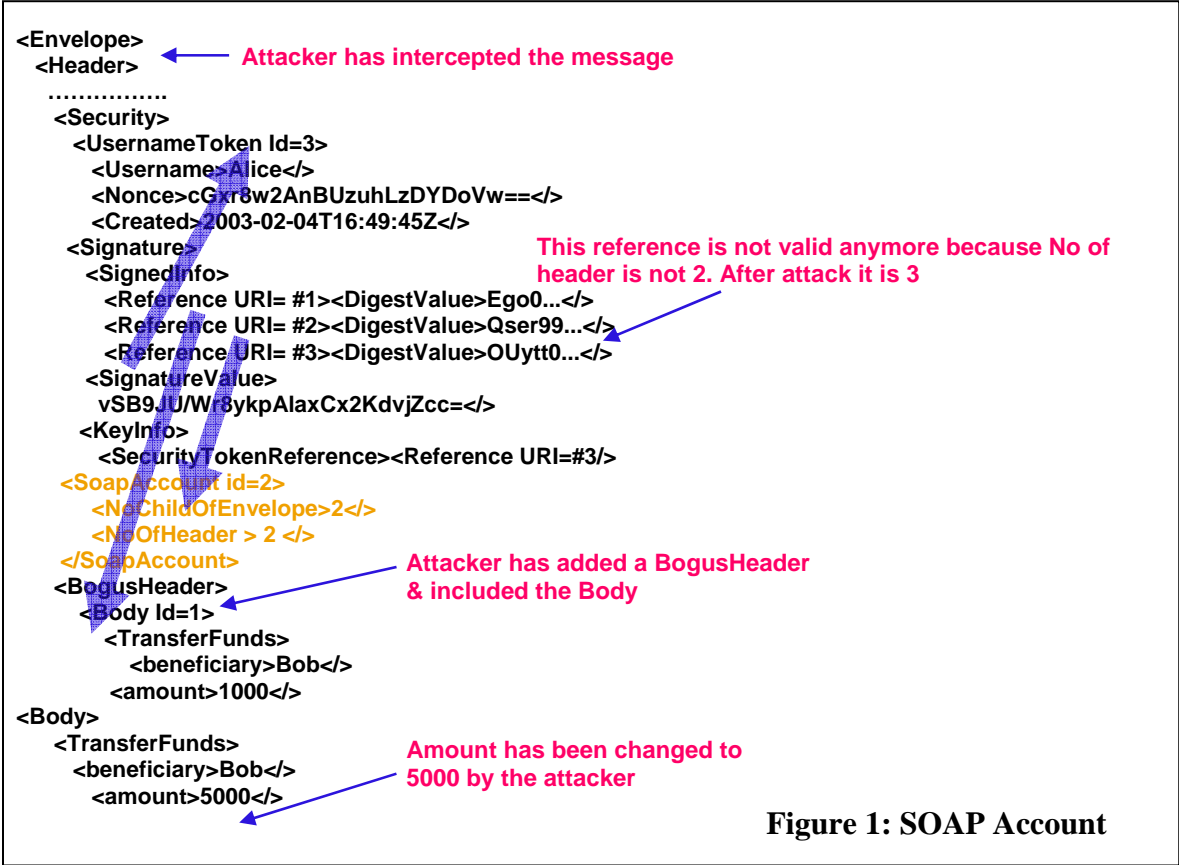 <Envelope>
<Header>
Attacker has intercepted the message
…………….
<Security>
<UsernameToken Id=3>
<Username>Alice</>
<Nonce>cGxr8w2AnBUzuhLzDYDoVw==</>
<Created>2003-02-04T16:49:45Z</>
<Signature>
This reference is not valid anymore because No of
header is not 2. After attack it is 3
<SignedInfo>
<Reference URI= #1><DigestValue>Ego0...</>
<Reference URI= #2><DigestValue>Qser99...</>
<Reference URI= #3><DigestValue>OUytt0...</>
<SignatureValue>
vSB9JU/Wr8ykpAlaxCx2KdvjZcc=</>
<KeyInfo>
<SecurityTokenReference><Reference URI=#3/>
<SoapAccount id=2>
<NoChildOfEnvelope>2</>
<NoOfHeader > 2 </>
</SoapAccount>
Attacker has added a BogusHeader
& included the Body
<BogusHeader>
<Body Id=1>
<TransferFunds>
<beneficiary>Bob</>
<amount>1000</>
<Body>
<TransferFunds>
<beneficiary>Bob</>
<amount>5000</>
Amount has been changed to
5000 by the attacker
Figure 1: SOAP Account